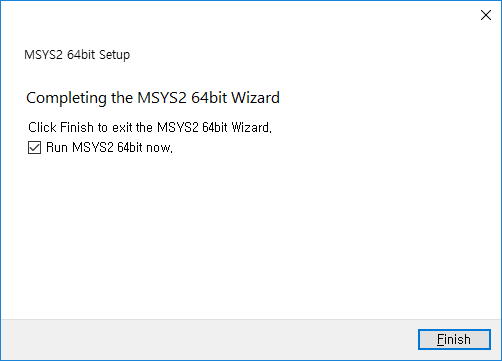 MSYS2 64bit Setup
Completing the MSYS2 64bit Wizard
Click Finish to exit the MSYS2 64bit Wizard.
Run MSYS2 64bit now.
Finish